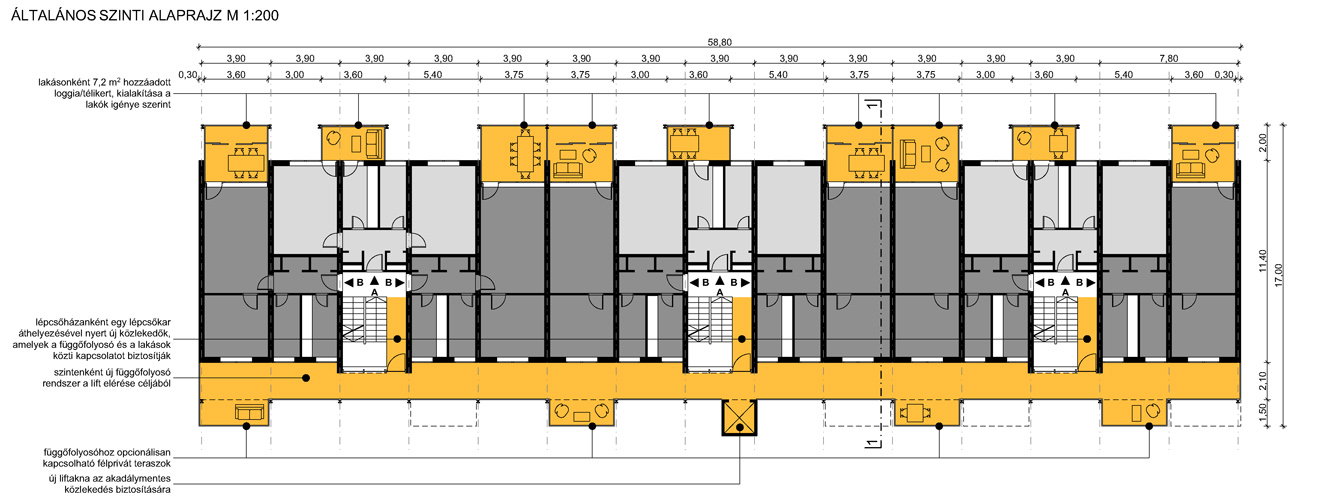 ÁLTALÁNOS SZINTI ALAPRAJZ M 1:200
58,80
3,90 3,90 3,90 3,90 3,90 3,90 3,90 3,90 3,90 3,90 3,90 3,90 3,90 7,80
0,30 3,60 3,00 3,60 5,40 3,75 3,75 3,00 3,60 5,40 3,75 3,75 3,00 3,60 5,40 3,60 0,30
lakásonként 7,2 m² hozzáadott
loggia/télikert, kialakítása a
lakók igénye szerint
1
2,00
11,40
17,00
B B
A
B B
A
B B
A
lépcsőházanként egy lépcsőkar
áthelyezésével nyert új közlekedők,
amelyek a függőfolyosó és a lakások
közti kapcsolatot biztosítják
szintenként új függőfolyosó
rendszer a lift elérése céljából
2,10
1,50
1
függőfolyosóhoz opcionálisan
kapcsolható félprivát teraszok
új liftakna az akadálymentes
közlekedés biztosítására